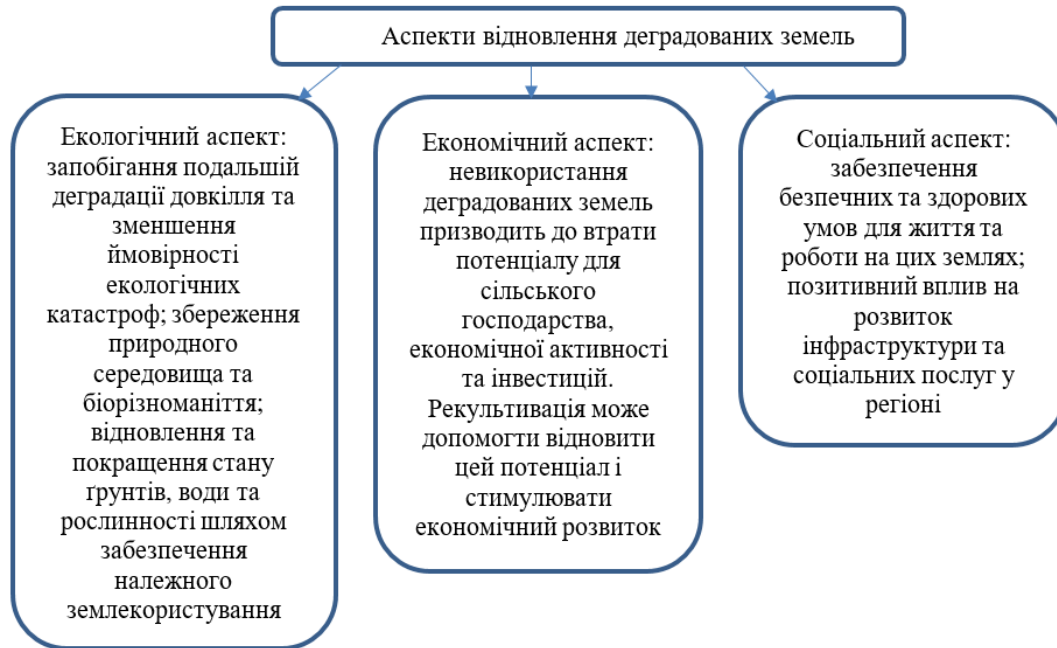 Аспекти відновлення деградованих земель
Екологічний аспект:
запобігання подальшій
деградації довкілля та
зменшення
ймовірності
екологічних
катастроф; збереження
природного
середовища та
біорізноманіття;
відновлення та
покращення стану
ґрунтів, води та
рослинності шляхом
забезпечення
належного
землекористування
Економічний аспект:
невикористання
деградованих земель
призводить до втрати
потенціалу для
сільського
господарства,
економічної активності
та інвестицій.
Рекультивація може
допомогти відновити
цей потенціал і
стимулювати
економічний розвиток
Соціальний аспект:
забезпечення
безпечних та здорових
умов для життя та
роботи на цих землях;
позитивний вплив на
розвиток
інфраструктури та
соціальних послуг у
регіоні